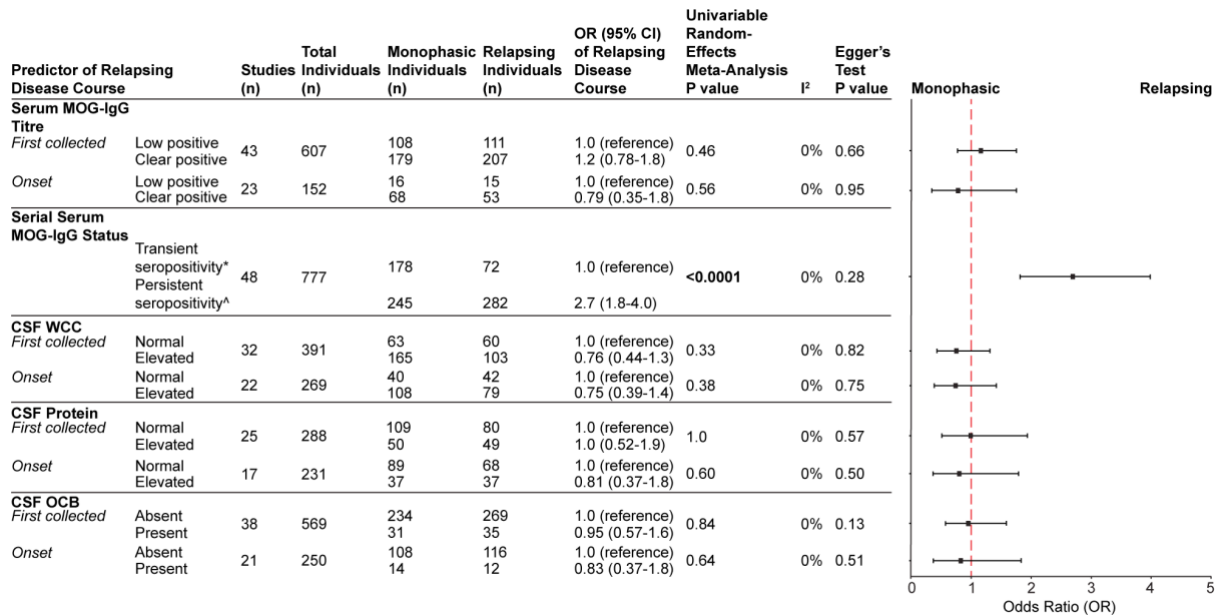 Predictor of Relapsing Disease Course Studies (n) Total Individuals (n) Monophasic Individuals (n) Relapsing Individuals (n) OR (95% CI) of Relapsing Disease Course Univariable Random-Effects Meta-Analysis P value I² Egger's Test P value Monophasic Relapsing
Serum MOG-IgG
Titre
First collected Low positive 43 607 108 111 1.0 (reference) 0.46 0% 0.66
Clear positive 179 207 1.2 (0.78-1.8)
Onset Low positive 23 152 16 15 1.0 (reference) 0.56 0% 0.95
Clear positive 68 53 0.79 (0.35-1.8)
Serial Serum
MOG-IgG Status
Transient
seropositivity* 48 777 178 72 1.0 (reference) <0.0001 0% 0.28
Persistent
seropositivity^ 245 282 2.7 (1.8-4.0)
CSF WCC
First collected Normal 32 391 63 60 1.0 (reference) 0.33 0% 0.82
Elevated 165 103 0.76 (0.44-1.3)
Onset Normal 22 269 40 42 1.0 (reference) 0.38 0% 0.75
Elevated 108 79 0.75 (0.39-1.4)
CSF Protein
First collected Normal 25 288 109 80 1.0 (reference) 1.0 0% 0.57
Elevated 50 49 1.0 (0.52-1.9)
Onset Normal 17 231 89 68 1.0 (reference) 0.60 0% 0.50
Elevated 37 37 0.81 (0.37-1.8)
CSF OCB
First collected Absent 38 569 234 269 1.0 (reference) 0.84 0% 0.13
Present 31 35 0.95 (0.57-1.6)
Onset Absent 21 250 108 116 1.0 (reference) 0.64 0% 0.51
Present 14 12 0.83 (0.37-1.8)
0 1 2 3 4 5
Odds Ratio (OR)